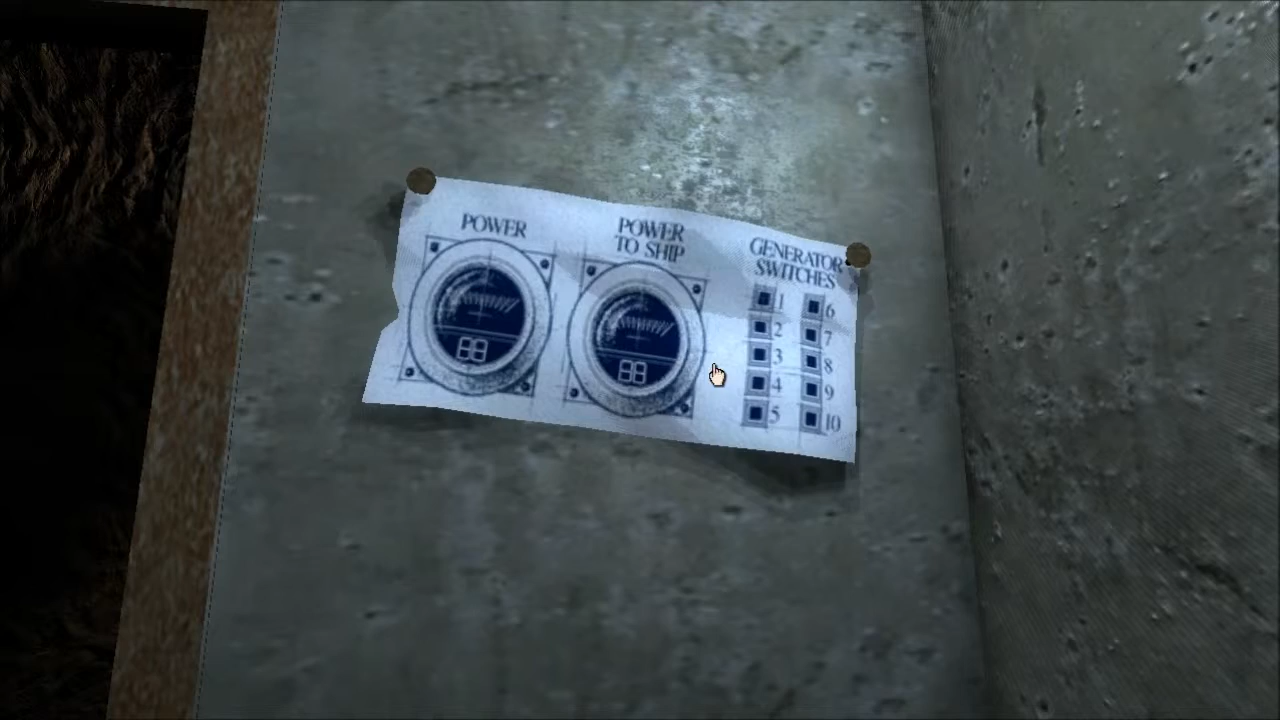 POWER
88
POWER
TO SHIP
88
GENERATOR
SWITCHES
1 6
2 7
3 8
4 9
5 10